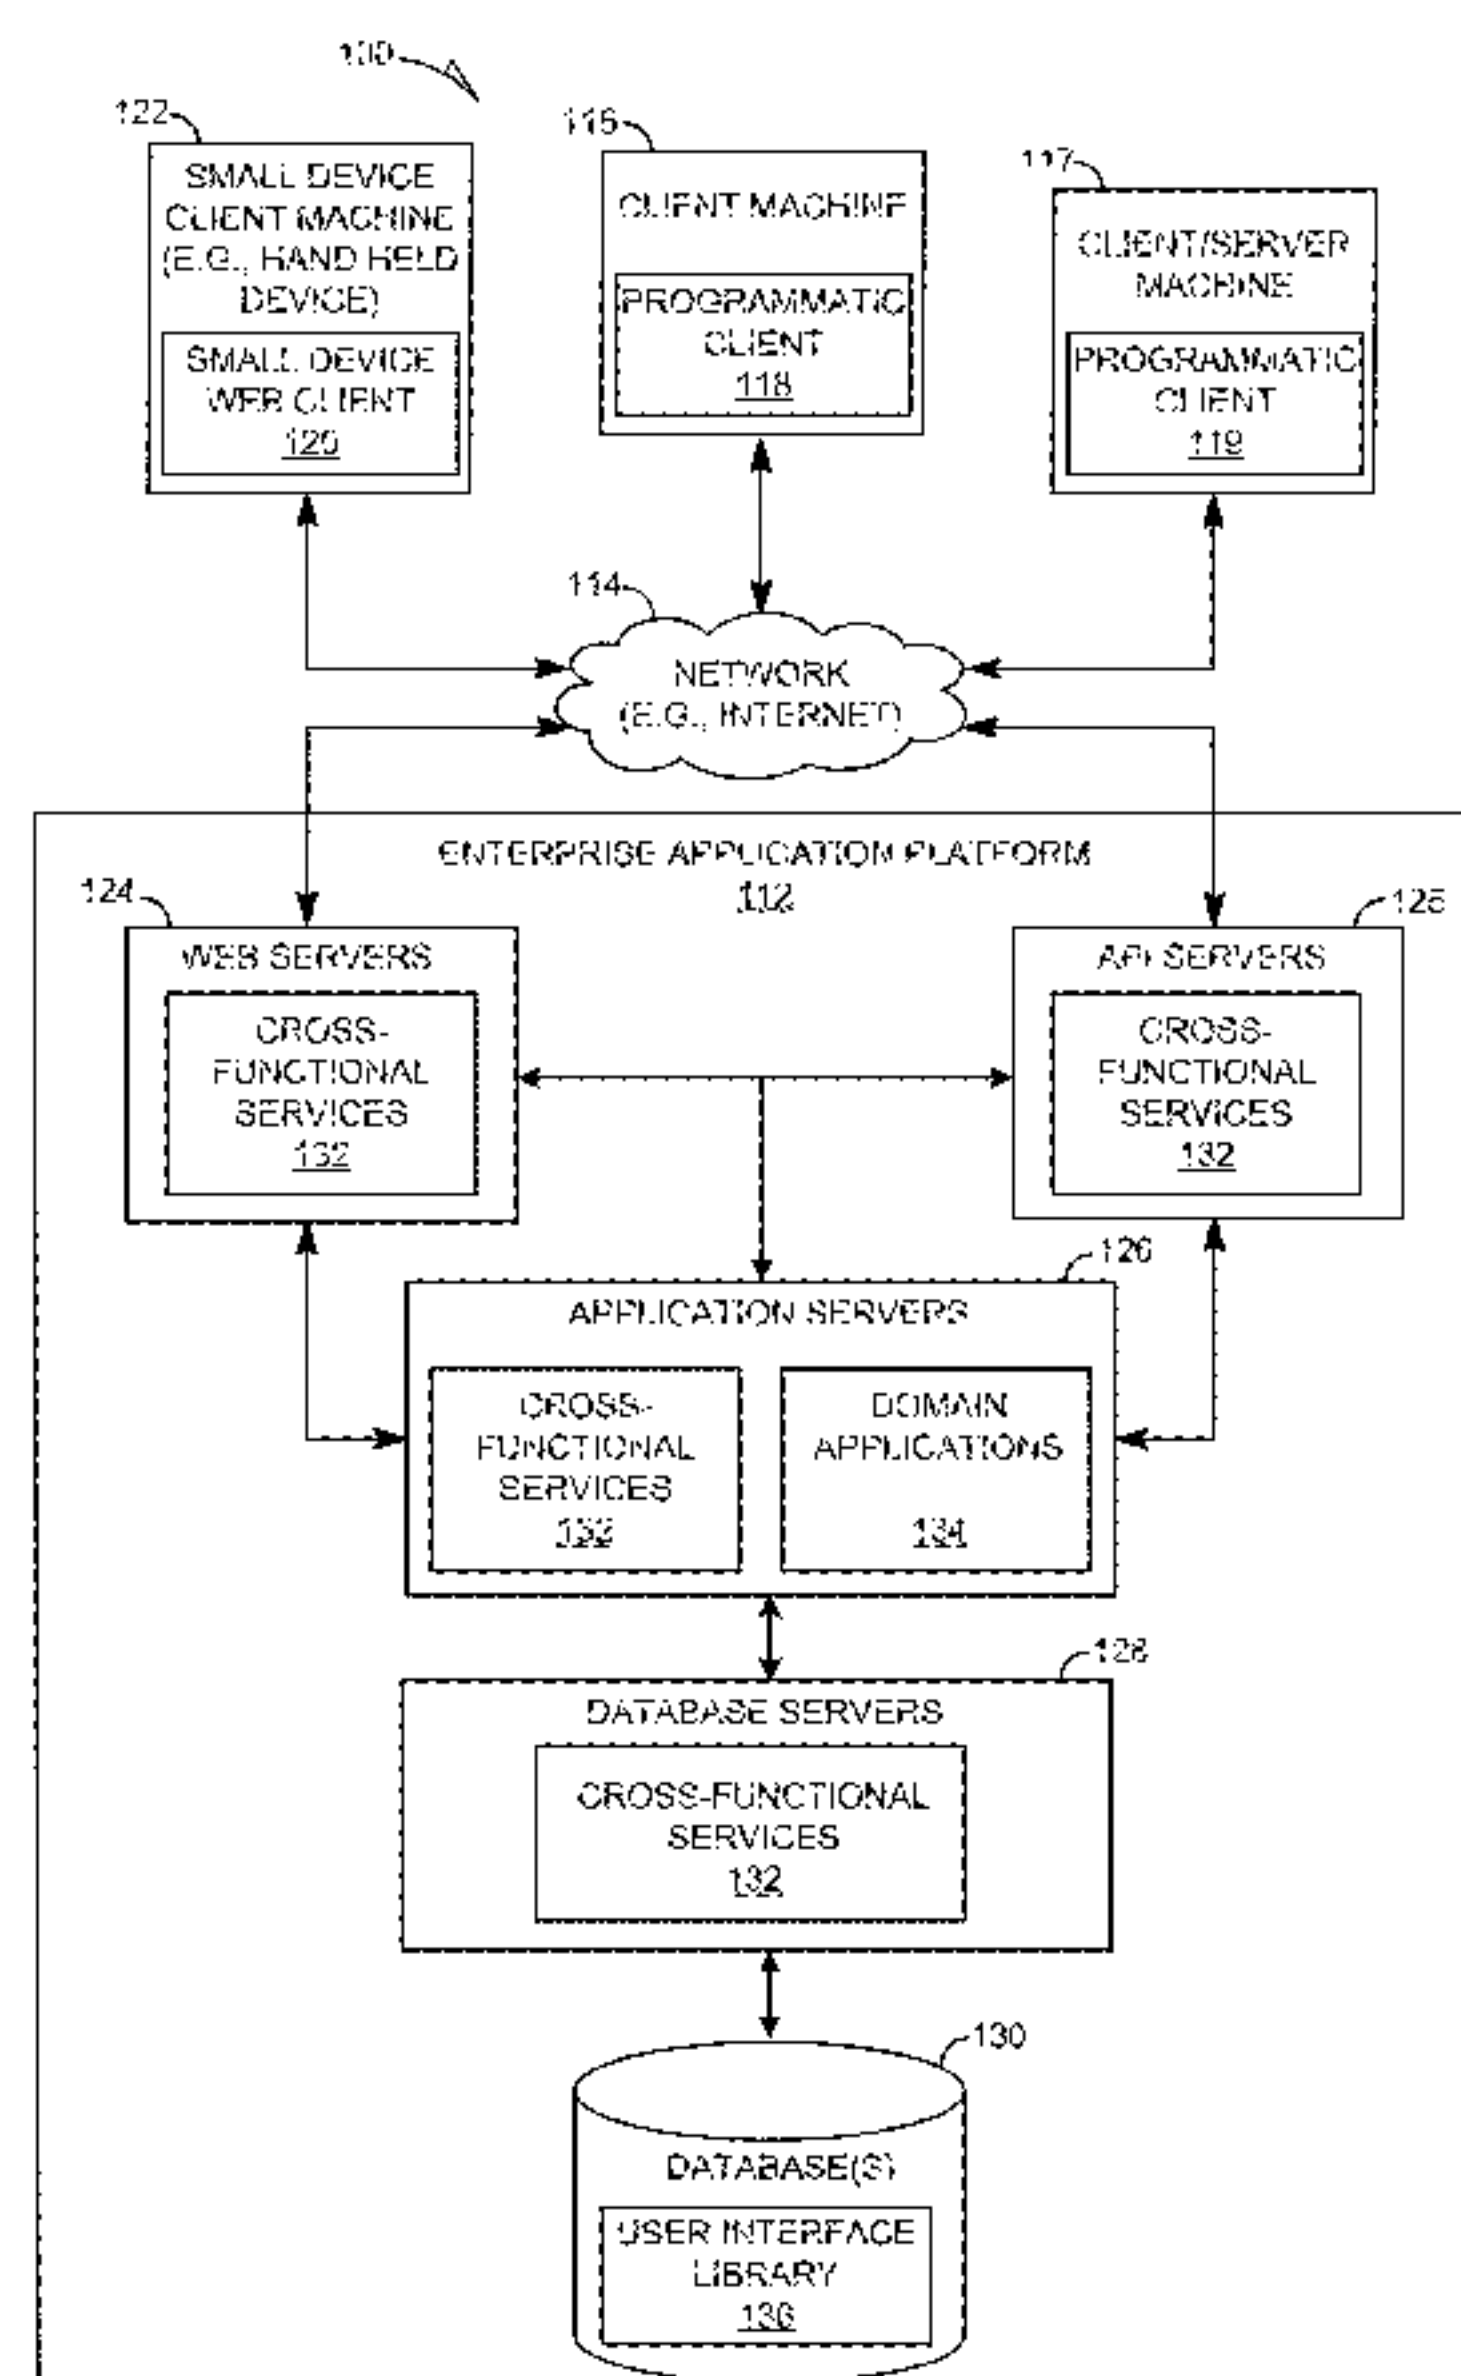 100
122
SMALL DEVICE
CLIENT MACHINE
(E.G., HAND HELD
DEVICE)
SMALL DEVICE
WEB CLIENT
120
116
CLIENT MACHINE
PROGRAMMATIC
CLIENT
118
117
CLIENT/SERVER
MACHINE
PROGRAMMATIC
CLIENT
119
114
NETWORK
(E.G., INTERNET)
ENTERPRISE APPLICATION PLATFORM
112
124
WEB SERVERS
CROSS-
FUNCTIONAL
SERVICES
132
125
API SERVERS
CROSS-
FUNCTIONAL
SERVICES
132
126
APPLICATION SERVERS
CROSS-
FUNCTIONAL
SERVICES
132
DOMAIN
APPLICATIONS
134
128
DATABASE SERVERS
CROSS-FUNCTIONAL
SERVICES
132
130
DATABASE(S)
USER INTERFACE
LIBRARY
136